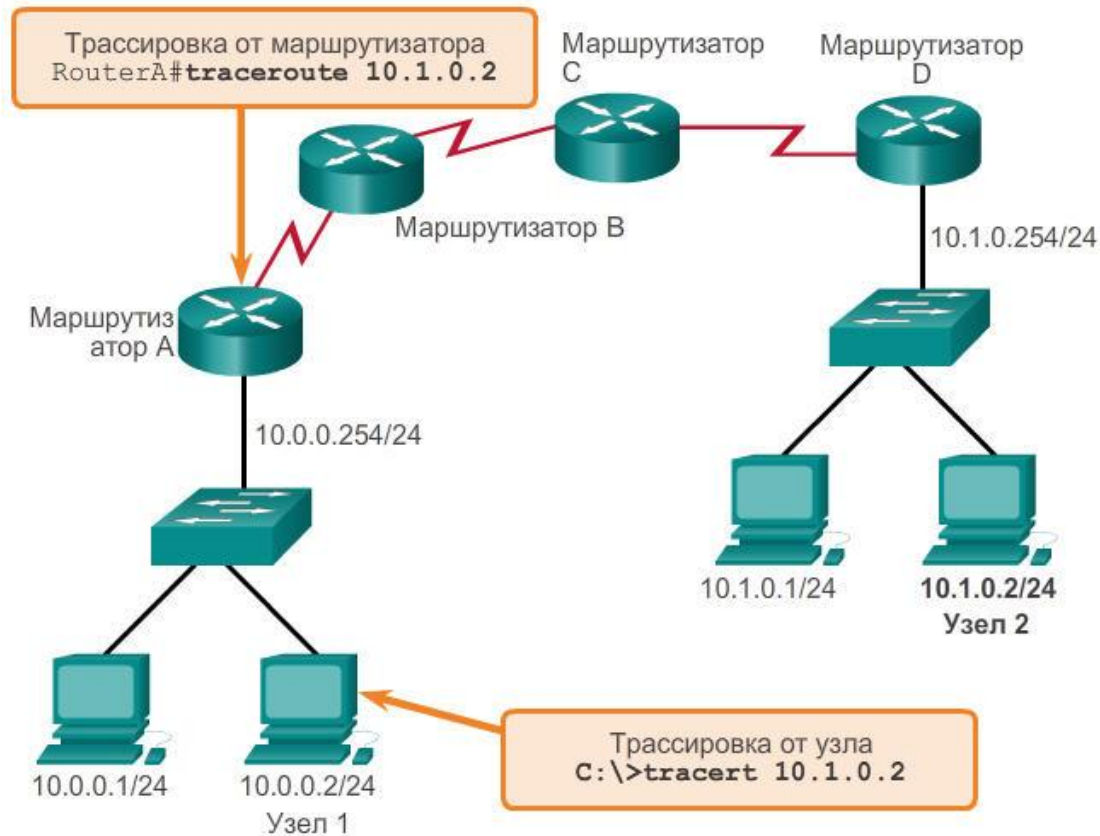 Трассировка от маршрутизатора
RouterA#traceroute 10.1.0.2
Маршрутизатор
C
Маршрутизатор
D
Маршрутизатор B
10.1.0.254/24
Маршрутиз
атор A
10.0.0.254/24
10.1.0.1/24
10.1.0.2/24
Узел 2
Трассировка от узла
C:\>tracert 10.1.0.2
10.0.0.1/24
10.0.0.2/24
Узел 1